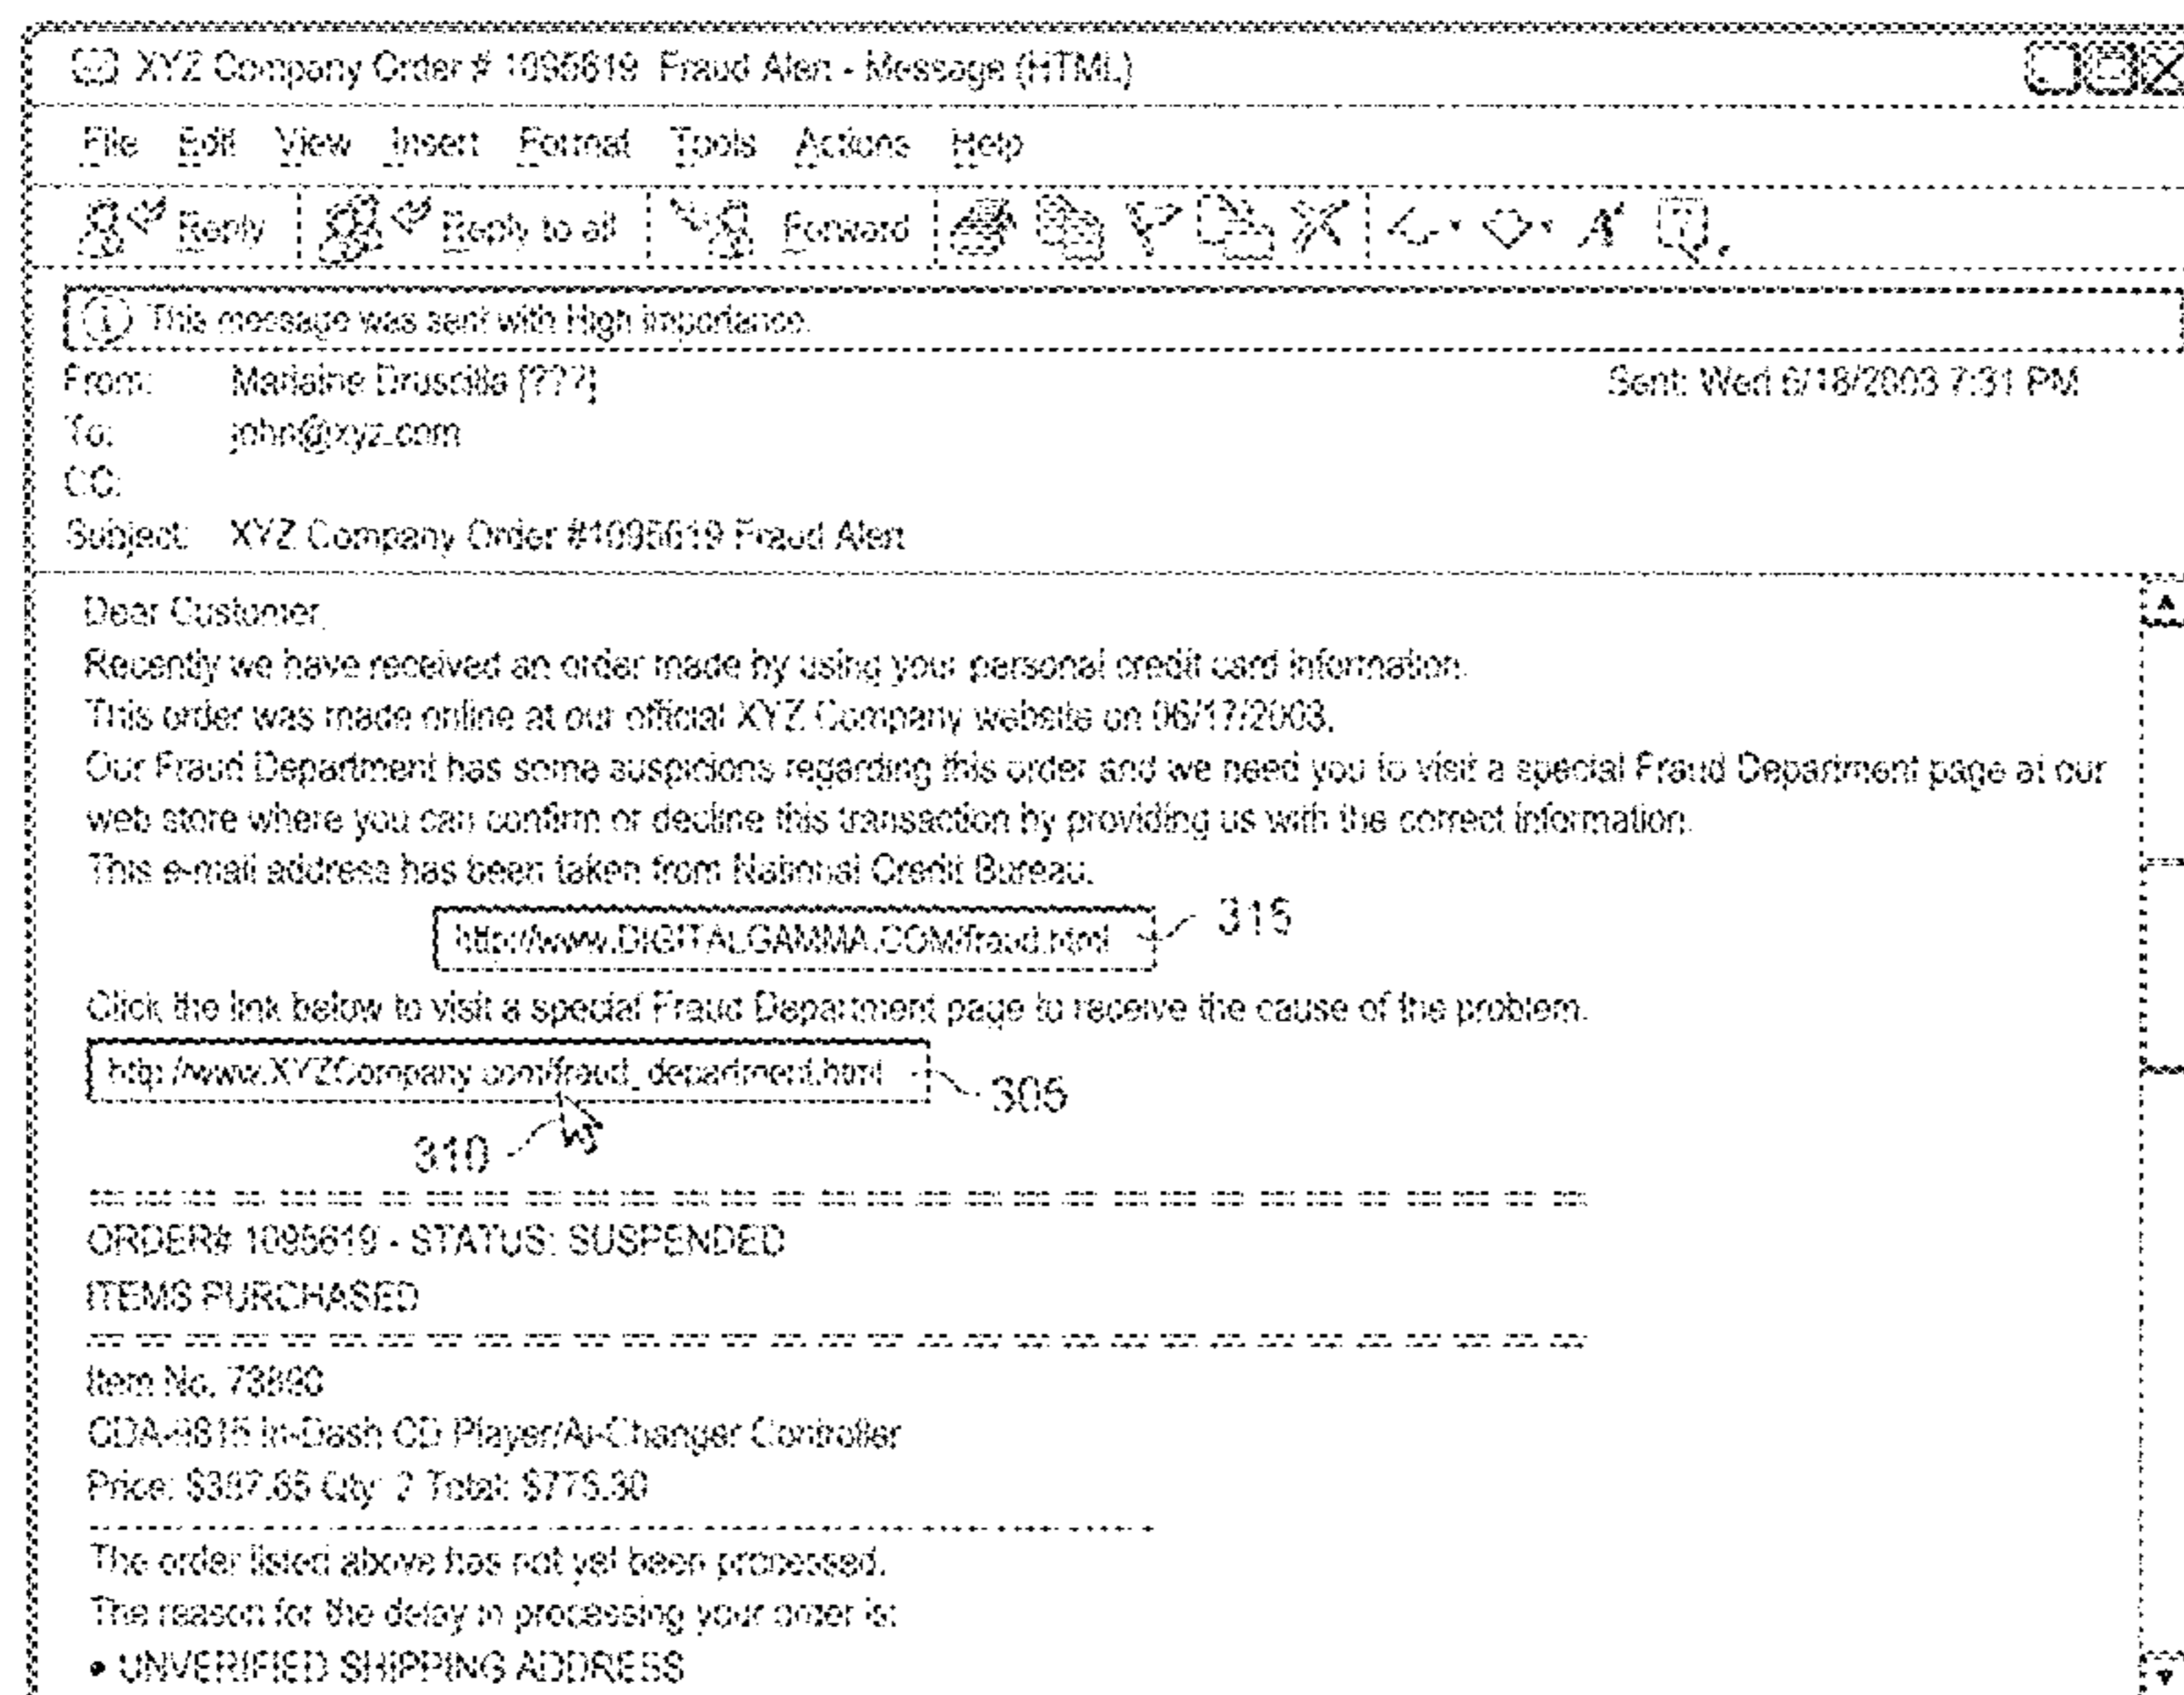 XYZ Company Order # 1095619 Fraud Alert - Message (HTML)
File Edit View Insert Format Tools Actions Help
Reply Reply to all Forward
This message was sent with High importance.
From: Marlaine Druscilla [???] Sent: Wed 6/18/2003 7:31 PM
To: john@xyz.com
CC:
Subject: XYZ Company Order #1095619 Fraud Alert
Dear Customer,
Recently we have received an order made by using your personal credit card information.
This order was made online at our official XYZ Company website on 06/17/2003.
Our Fraud Department has some suspicions regarding this order and we need you to visit a special Fraud Department page at our
web store where you can confirm or decline this transaction by providing us with the correct information.
This e-mail address has been taken from National Credit Bureau.
http://www.DIGITALGAMMA.COM/fraud.html 315
Click the link below to visit a special Fraud Department page to receive the cause of the problem.
http://www.XYZCompany.com/fraud_department.html 305
310
ORDER# 1095619 - STATUS: SUSPENDED
ITEMS PURCHASED
Item No.
In-Dash CD Player/Ai-Changer Controller
Price: Qty: 2 Total:
The order listed above has not yet been processed.
The reason for the delay in processing your order is:
• UNVERIFIED SHIPPING ADDRESS